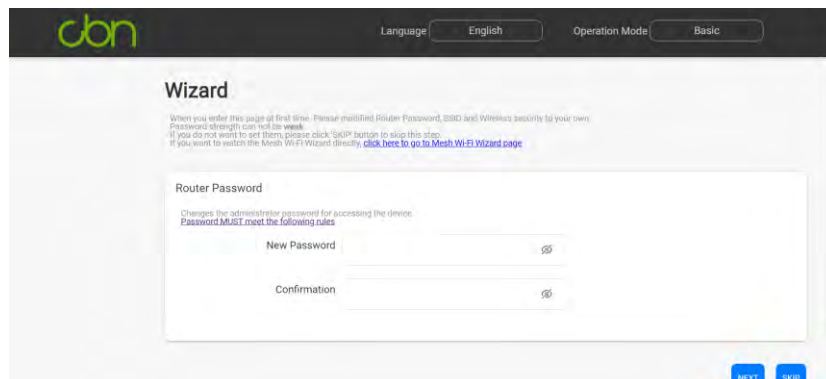 cbn
Language English Operation Mode Basic
Wizard
When you enter this page at first time. Please modified Router Password, SSID and Wireless security to your own.
Password strength can not be week.
If you do not want to set them, please click 'SKIP' button to skip this step.
If you want to watch the Mesh Wi-Fi Wizard directly, click here to go to Mesh Wi-Fi Wizard page
Router Password
Changes the administrator password for accessing the device.
Password MUST meet the following rules
New Password
Confirmation
NEXT SKIP